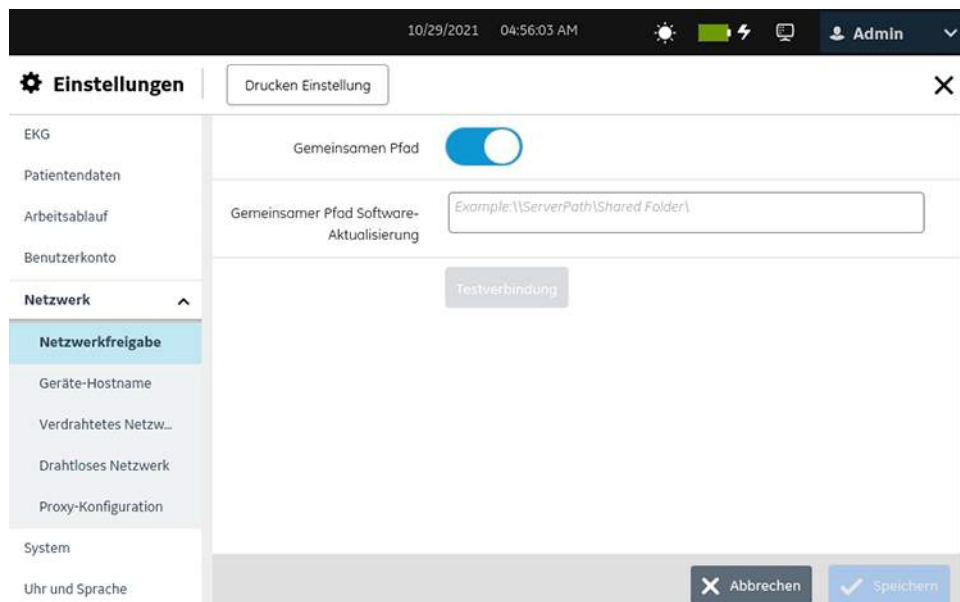 10/29/2021 04:56:03 AM Admin
Einstellungen Drucken Einstellung
EKG
Patientendaten
Arbeitsablauf
Benutzerkonto
Netzwerk
Netzwerkfreigabe
Geräte-Hostname
Verdrahtetes Netzw...
Drahtloses Netzwerk
Proxy-Konfiguration
System
Uhr und Sprache
Gemeinsamen Pfad
Gemeinsamer Pfad Software-
Aktualisierung
Example:\\ServerPath\Shared Folder\
Testverbindung
Abbrechen Speichern